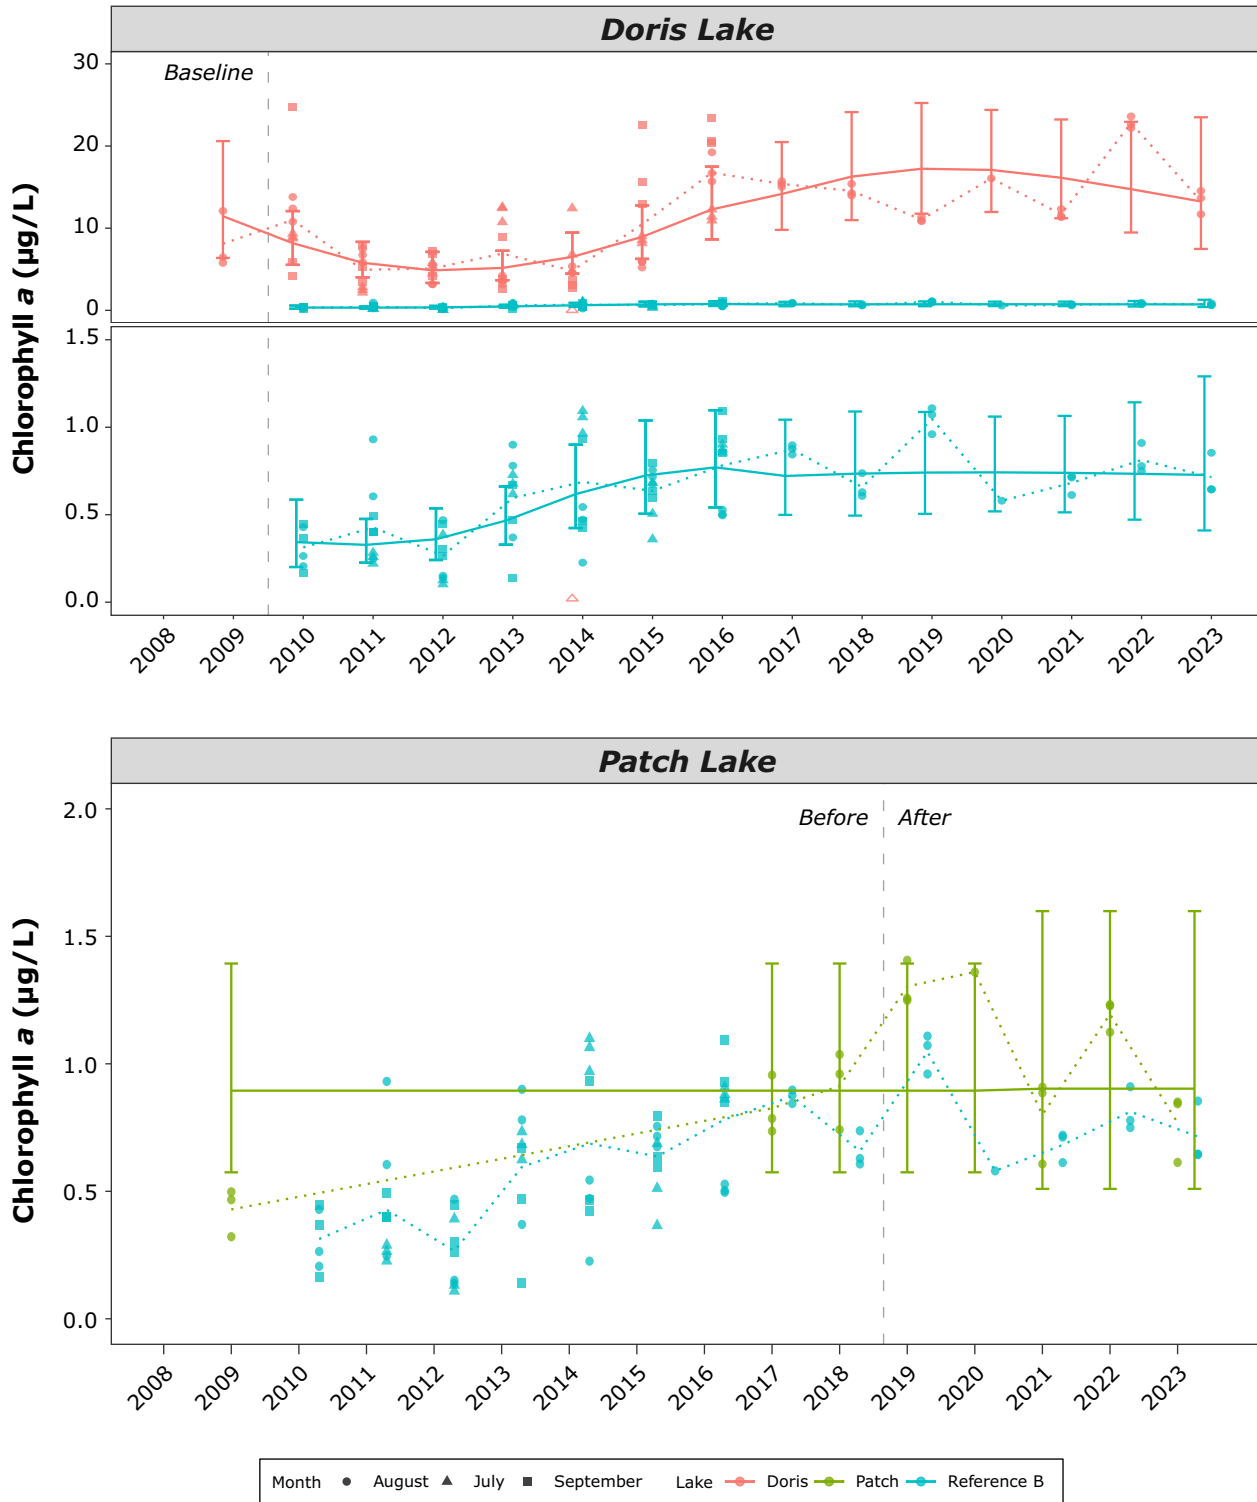 Doris Lake
Baseline
30
20
10
0
1.5
1.0
0.5
0.0
Chlorophyll a (µg/L)
2008 2009 2010 2011 2012 2013 2014 2015 2016 2017 2018 2019 2020 2021 2022 2023
Patch Lake
Before After
2.0
1.5
1.0
0.5
0.0
Chlorophyll a (µg/L)
2008 2009 2010 2011 2012 2013 2014 2015 2016 2017 2018 2019 2020 2021 2022 2023
Month August July September Lake Doris Patch Reference B